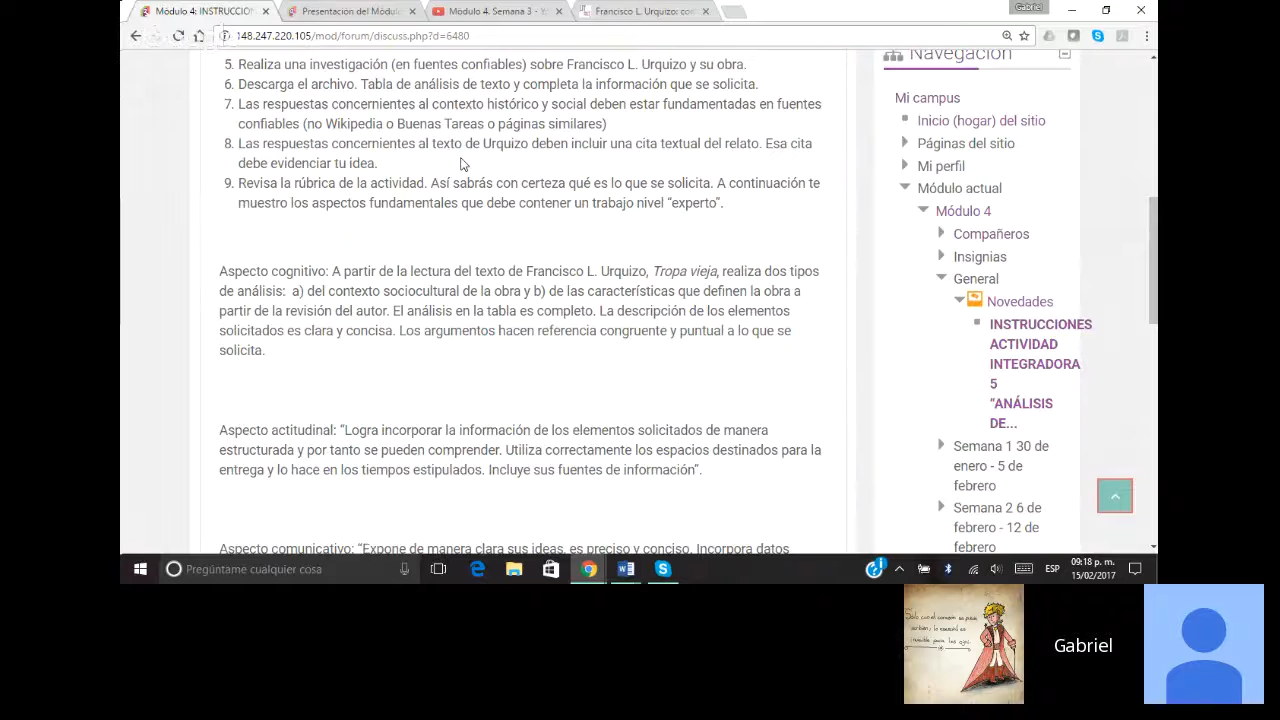 Módulo 4: INSTRUCCIO
Presentación del Módul
Módulo 4. Semana 3 - Yo
Francisco L. Urquizo: cor
Gabriel
148.247.220.105/mod/forum/discuss.php?d=6480
5. Realiza una investigación (en fuentes confiables) sobre Francisco L. Urquizo y su obra.
6. Descarga el archivo. Tabla de análisis de texto y completa la información que se solicita.
7. Las respuestas concernientes al contexto histórico y social deben estar fundamentadas en fuentes
confiables (no Wikipedia o Buenas Tareas o páginas similares)
8. Las respuestas concernientes al texto de Urquizo deben incluir una cita textual del relato. Esa cita
debe evidenciar tu idea.
9. Revisa la rúbrica de la actividad. Así sabrás con certeza qué es lo que se solicita. A continuación te
muestro los aspectos fundamentales que debe contener un trabajo nivel “experto”.
Aspecto cognitivo: A partir de la lectura del texto de Francisco L. Urquizo, Tropa vieja, realiza dos tipos
de análisis: a) del contexto sociocultural de la obra y b) de las características que definen la obra a
partir de la revisión del autor. El análisis en la tabla es completo. La descripción de los elementos
solicitados es clara y concisa. Los argumentos hacen referencia congruente y puntual a lo que se
solicita.
Aspecto actitudinal: “Logra incorporar la información de los elementos solicitados de manera
estructurada y por tanto se pueden comprender. Utiliza correctamente los espacios destinados para la
entrega y lo hace en los tiempos estipulados. Incluye sus fuentes de información”.
Aspecto comunicativo: “Expone de manera clara sus ideas, es preciso y conciso. Incorpora datos
Navegación
Mi campus
Inicio (hogar) del sitio
Páginas del sitio
Mi perfil
Módulo actual
Módulo 4
Compañeros
Insignias
General
Novedades
INSTRUCCIONES
ACTIVIDAD
INTEGRADORA
5
“ANÁLISIS
DE...
Semana 1 30 de
enero - 5 de
febrero
Semana 2 6 de
febrero - 12 de
febrero
Pregúntame cualquier cosa
ESP
09:18 p. m.
15/02/2017
Gabriel